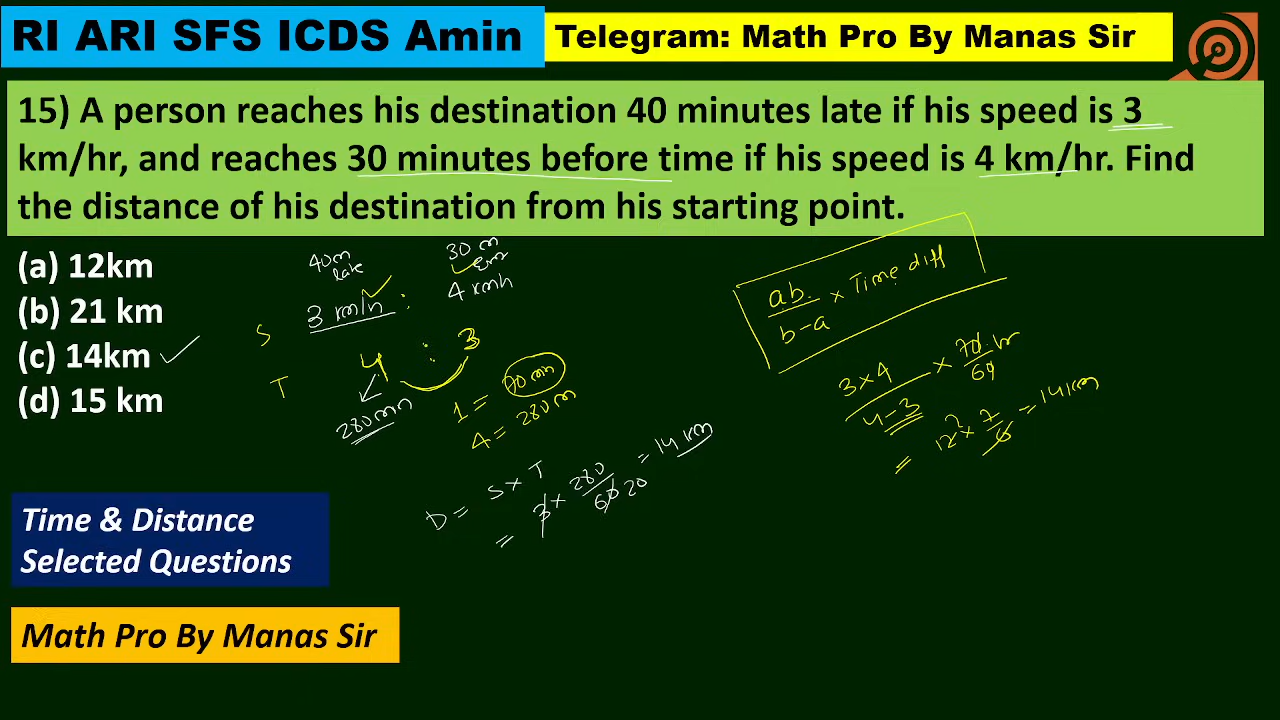 RI ARI SFS ICDS Amin
Telegram: Math Pro By Manas Sir
15) A person reaches his destination 40 minutes late if his speed is 3
km/hr, and reaches 30 minutes before time if his speed is 4 km/hr. Find
the distance of his destination from his starting point.
(a) 12km
(b) 21 km
(c) 14km
(d) 15 km
40m late
30 m
S 3 km/h : 4 kmh
T 4 : 3
280 min
1 = 70 min
4 = 280 m
D = S × T
= 3 × 280/60 20 = 14 km
ab/b-a × Time diff
3×4/4-3 × 70/60 hr
= 12 2 × 7/6 = 14 km
Time & Distance
Selected Questions
Math Pro By Manas Sir